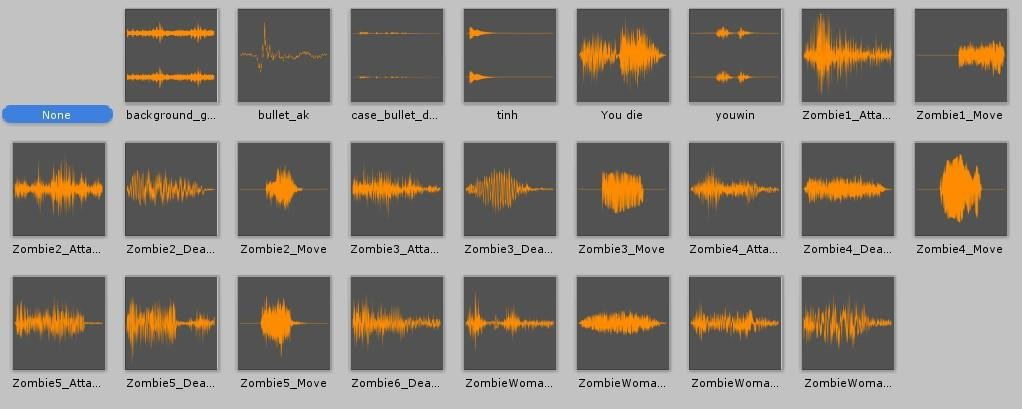 None
background_g...
bullet_ak
case_bullet_d...
tinh
You die
youwin
Zombie1_Atta...
Zombie1_Move
Zombie2_Atta...
Zombie2_Dea...
Zombie2_Move
Zombie3_Atta...
Zombie3_Dea...
Zombie3_Move
Zombie4_Atta...
Zombie4_Dea...
Zombie4_Move
Zombie5_Atta...
Zombie5_Dea...
Zombie5_Move
Zombie6_Dea...
ZombieWoma...
ZombieWoma...
ZombieWoma...
ZombieWoma...